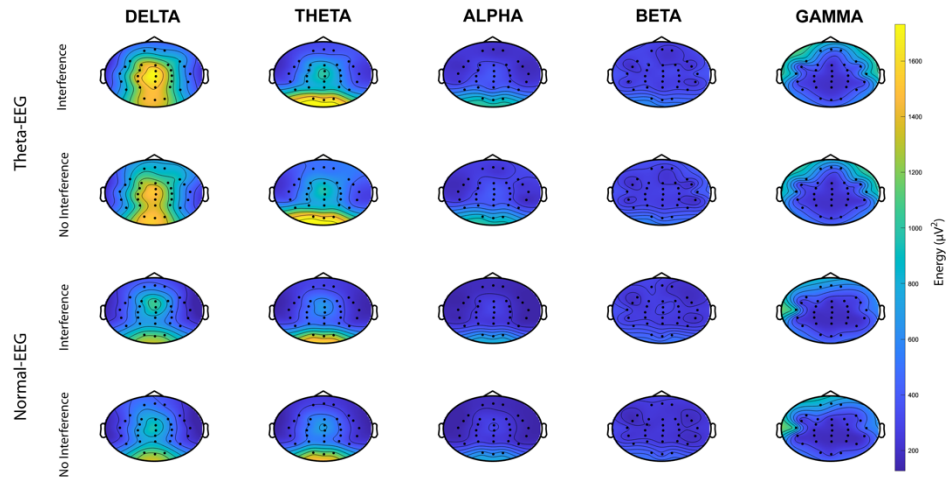 DELTA THETA ALPHA BETA GAMMA
Theta-EEG
Interference
No Interference
Normal-EEG
Interference
No Interference
1600
1400
1200
1000
800
600
400
200
Energy (µV²)